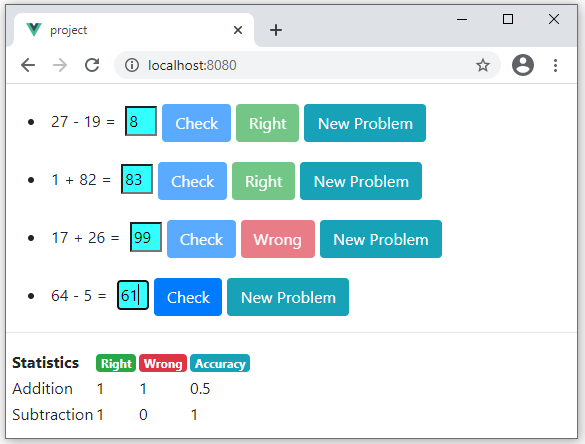 project
localhost:8080
27 - 19 = 8 Check Right New Problem
1 + 82 = 83 Check Right New Problem
17 + 26 = 99 Check Wrong New Problem
64 - 5 = 61 Check New Problem
Statistics Right Wrong Accuracy
Addition 1 1 0.5
Subtraction 1 0 1